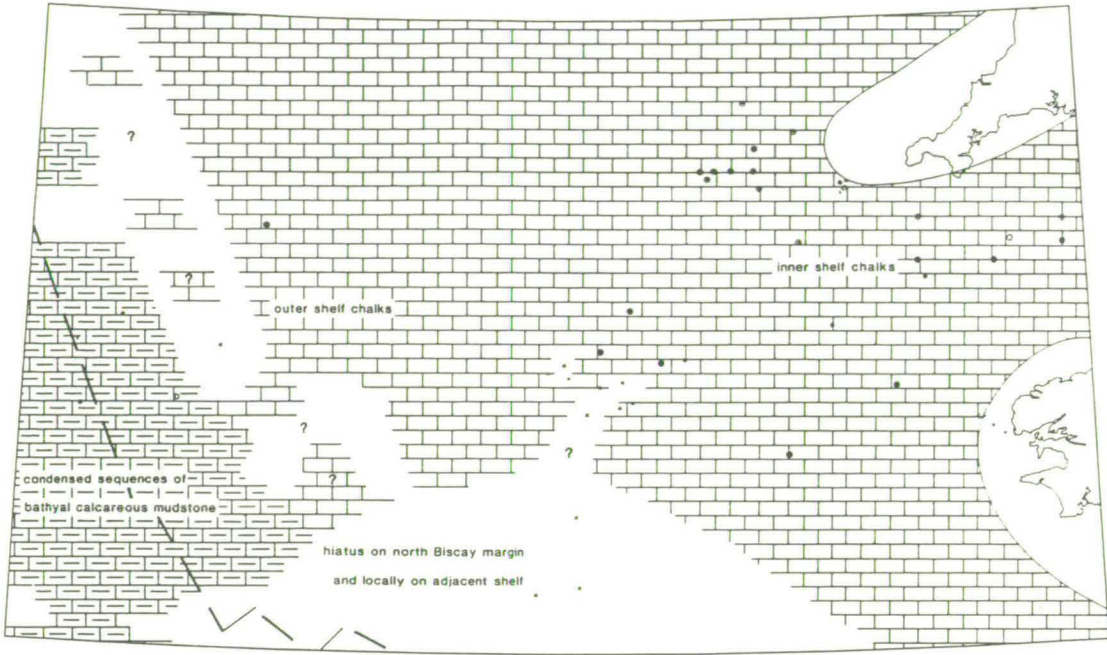 ?
inner shelf chalks
?
outer shelf chalks
?
?
?
condensed sequences of
bathyal calcareous mudstone
hiatus on north Biscay margin
and locally on adjacent shelf